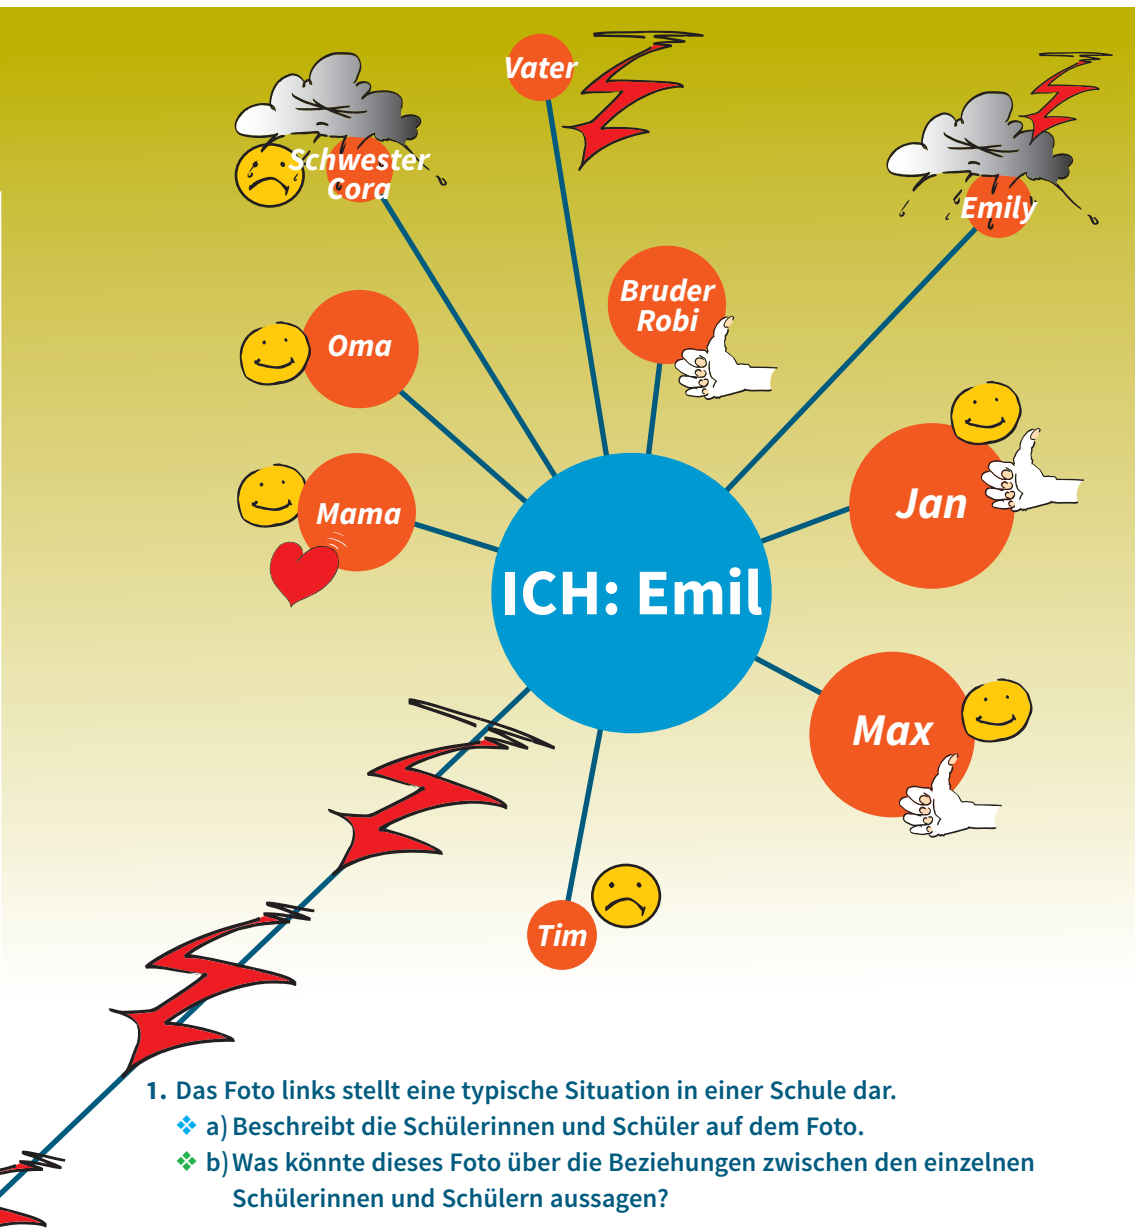 Vater
Schwester
Cora
Emily
Bruder
Robi
Oma
Jan
Mama
ICH: Emil
Max
Tim
1. Das Foto links stellt eine typische Situation in einer Schule dar.
❖ a) Beschreibt die Schülerinnen und Schüler auf dem Foto.
❖ b) Was könnte dieses Foto über die Beziehungen zwischen den einzelnen
Schülerinnen und Schülern aussagen?